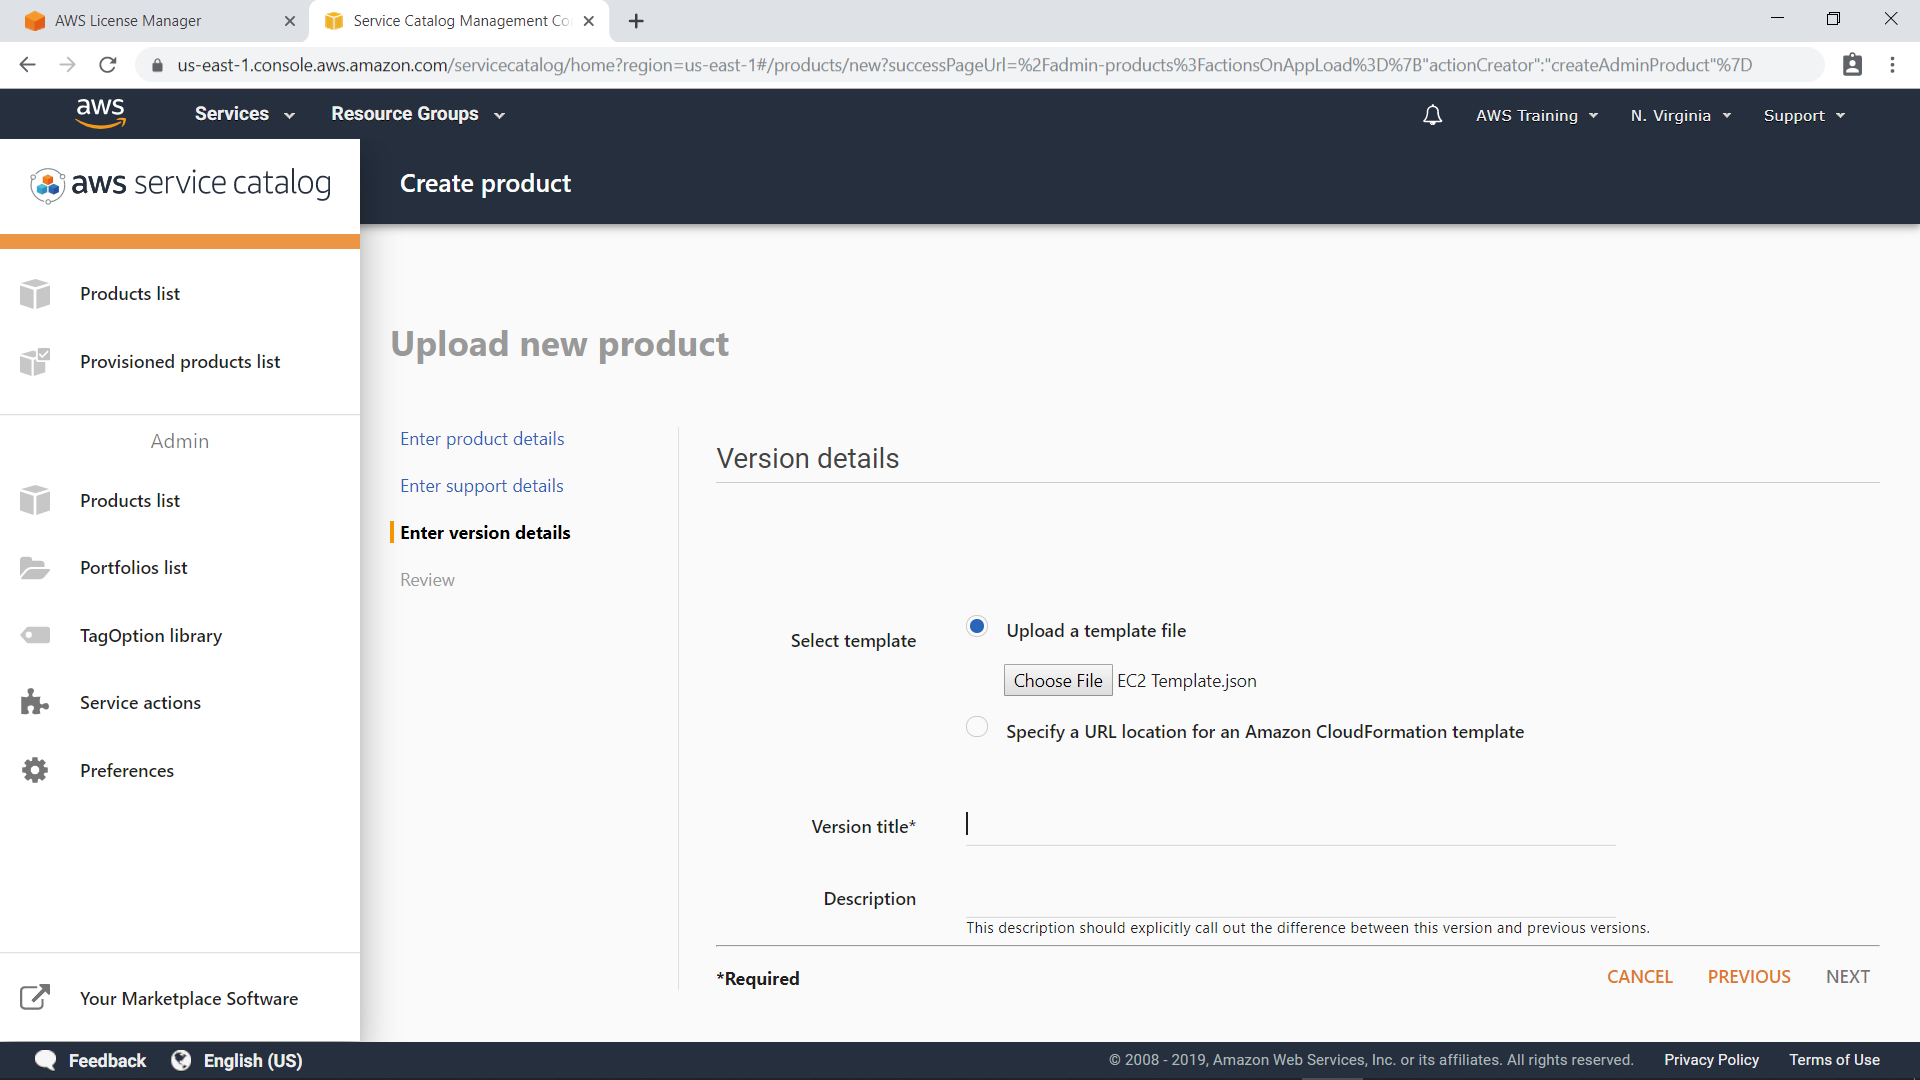 AWS License Manager
Service Catalog Management Co
us-east-1.console.aws.amazon.com/servicecatalog/home?region=us-east-1#/products/new?successPageUrl=%2Fadmin-products%3FactionsOnAppLoad%3D%7B"actionCreator":"createAdminProduct"%7D
aws
Services
Resource Groups
AWS Training
N. Virginia
Support
aws service catalog
Create product
Products list
Provisioned products list
Admin
Products list
Portfolios list
TagOption library
Service actions
Preferences
Your Marketplace Software
Upload new product
Enter product details
Enter support details
Enter version details
Review
Version details
Select template
Upload a template file
Choose File EC2 Template.json
Specify a URL location for an Amazon CloudFormation template
Version title*
Description
This description should explicitly call out the difference between this version and previous versions.
*Required
CANCEL
PREVIOUS
NEXT
Feedback
English (US)
© 2008 - 2019, Amazon Web Services, Inc. or its affiliates. All rights reserved.
Privacy Policy
Terms of Use